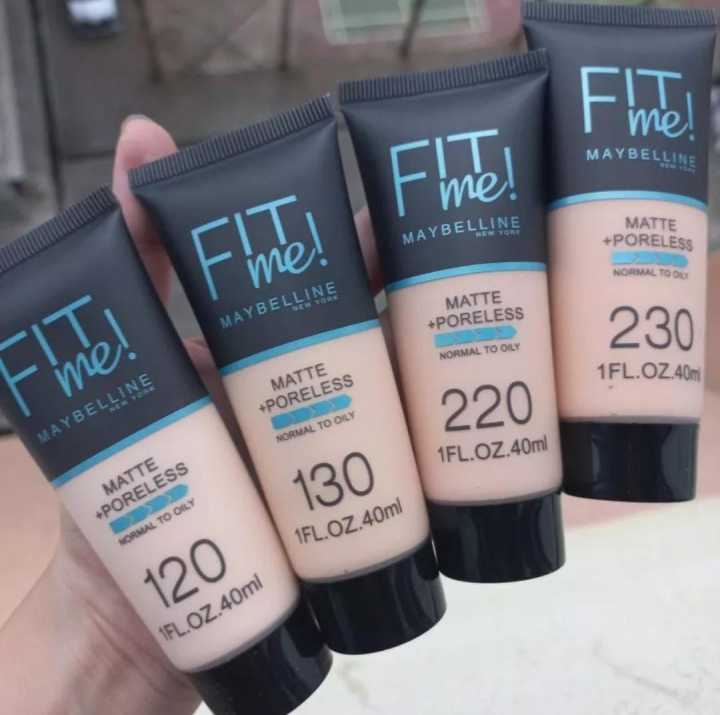 FIT
me!
MAYBELLINE
NEW YORK
MATTE
+PORELESS
NORMAL TO OILY
120
1FL.OZ.40ml
FIT
me!
MAYBELLINE
NEW YORK
MATTE
+PORELESS
NORMAL TO OILY
130
1FL.OZ.40ml
FIT
me!
MAYBELLINE
NEW YORK
MATTE
+PORELESS
NORMAL TO OILY
220
1FL.OZ.40ml
FIT
me!
MAYBELLINE
NEW YORK
MATTE
+PORELESS
NORMAL TO OILY
230
1FL.OZ.40m